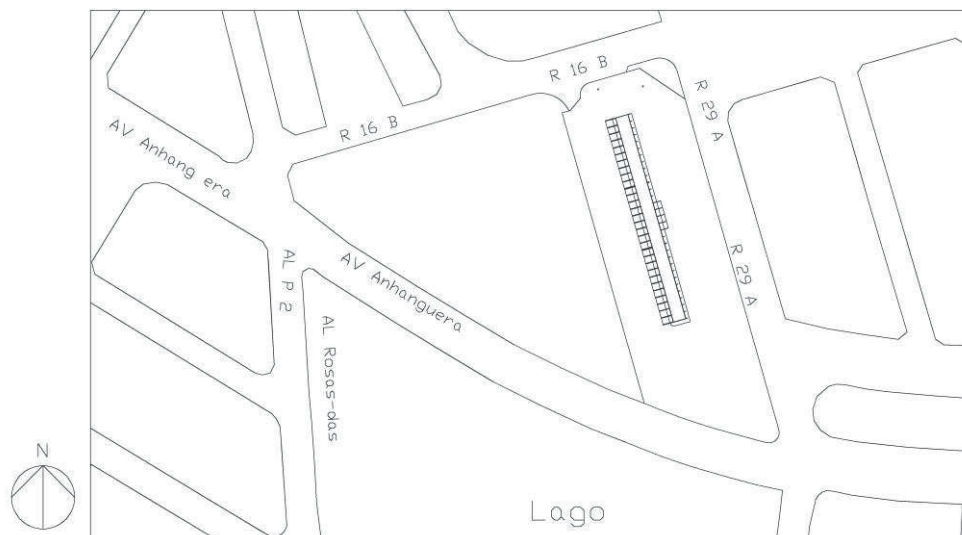 R 16 B
R 16 B
R 29 A
AV Anhang era
R 29 A
AL P 2
AV Anhanguera
AL Rosas-das
N
Lago